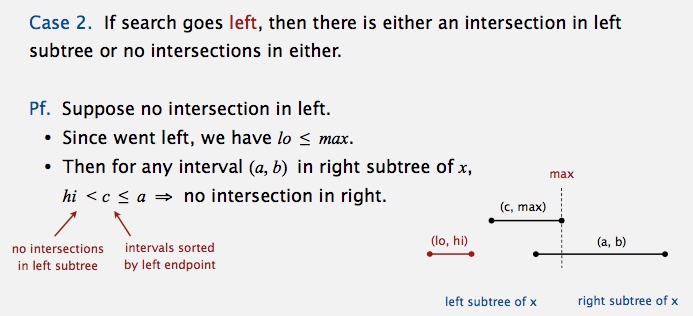 Case 2. If search goes left, then there is either an intersection in left
subtree or no intersections in either.
Pf. Suppose no intersection in left.
• Since went left, we have lo ≤ max.
• Then for any interval (a, b) in right subtree of x,
hi < c ≤ a ⇒ no intersection in right.
no intersections
in left subtree
intervals sorted
by left endpoint
max
(c, max)
(lo, hi)
(a, b)
left subtree of x
right subtree of x